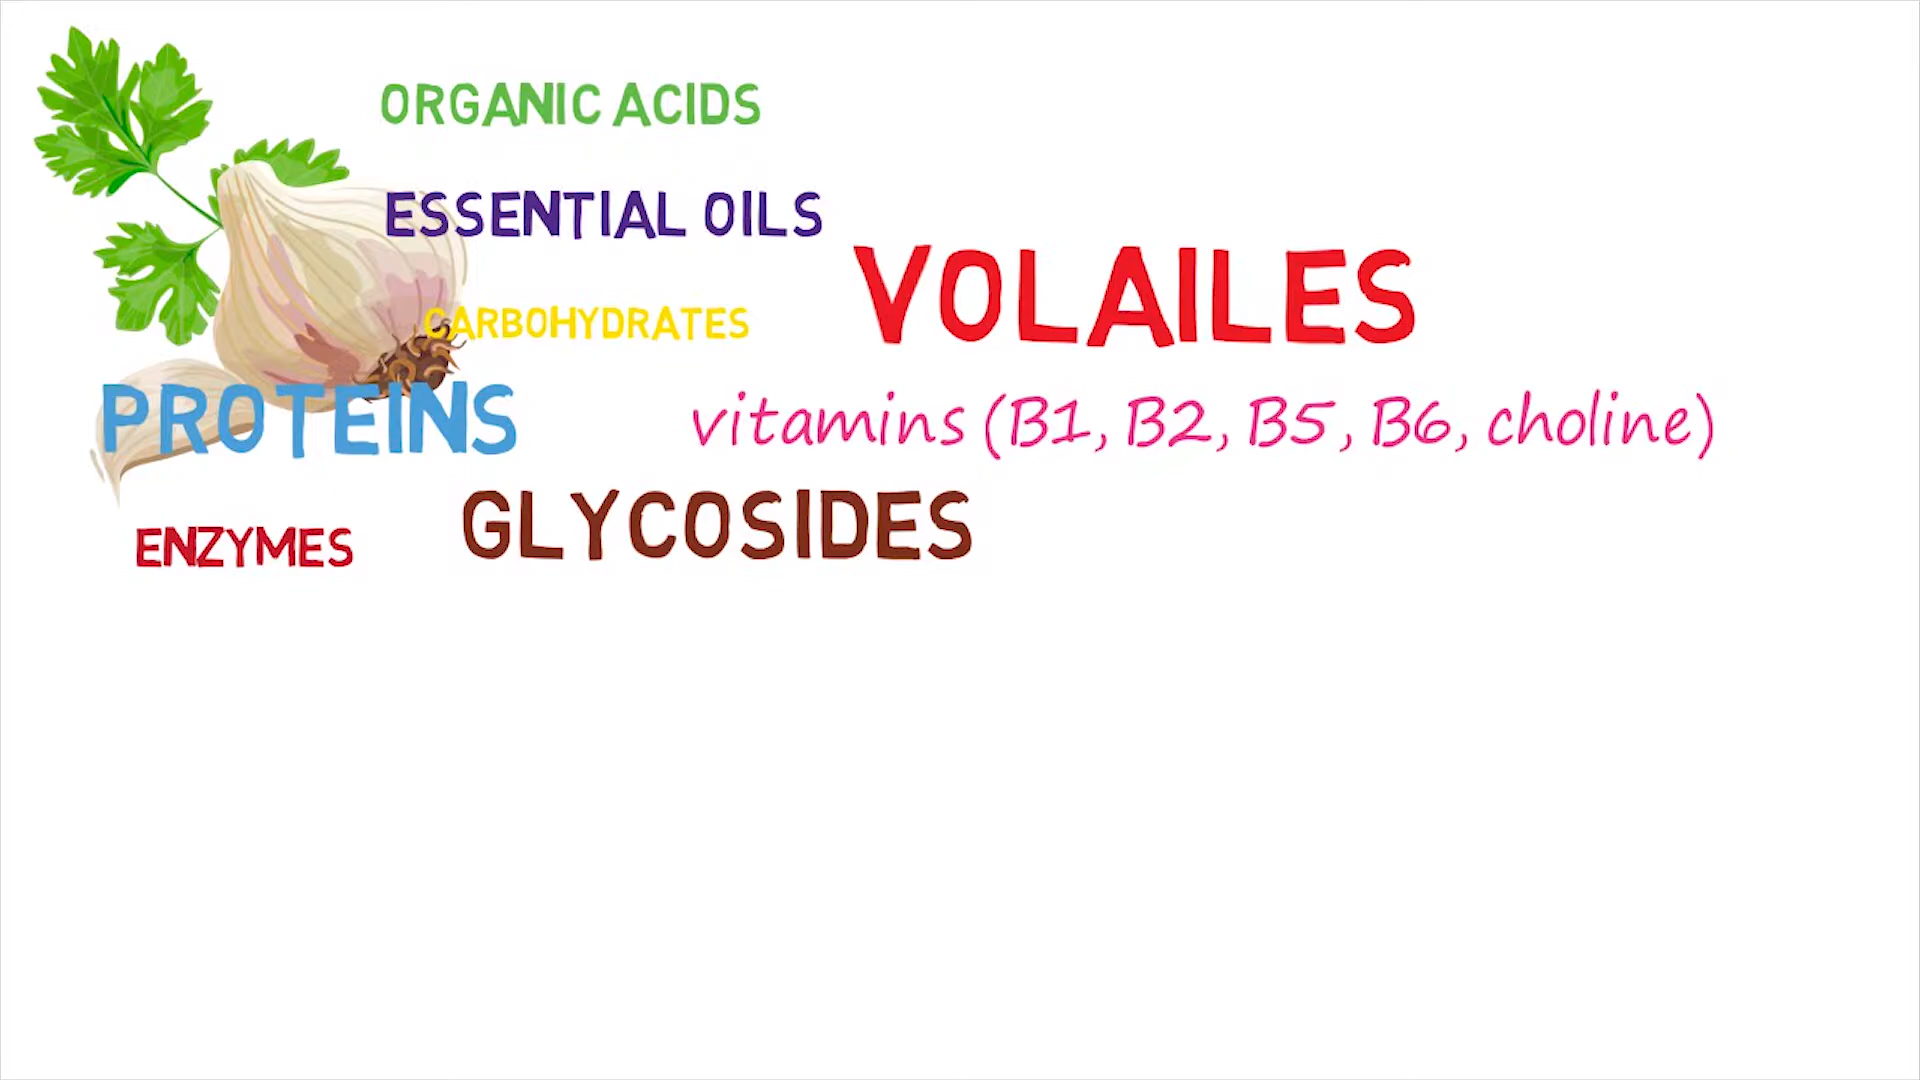 ORGANIC ACIDS
ESSENTIAL OILS
VOLAILES
CARBOHYDRATES
PROTEINS
vitamins (B1, B2, B5, B6, choline)
GLYCOSIDES
ENZYMES